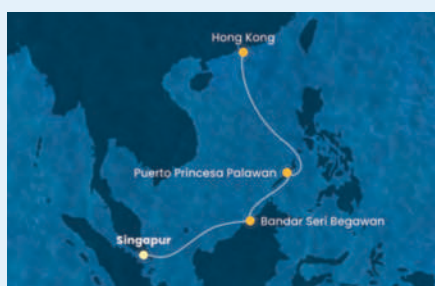 Hong Kong
Puerto Princesa Palawan
Bandar Seri Begawan
Singapur